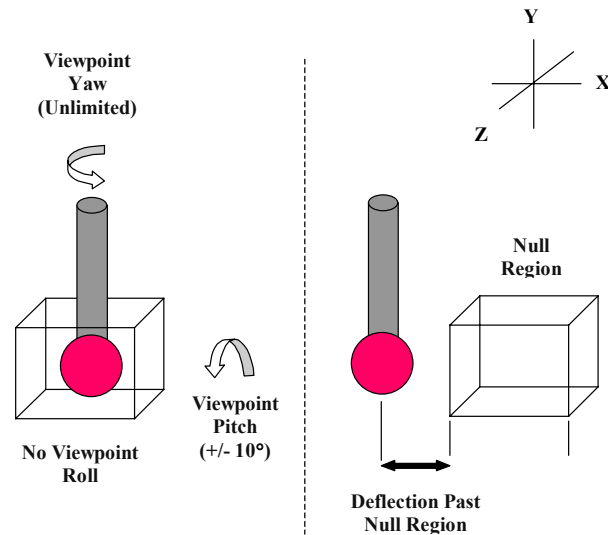 Viewpoint
Yaw
(Unlimited)
Viewpoint
Pitch
(+/- 10°)
No Viewpoint
Roll
Y
X
Z
Null
Region
Deflection Past
Null Region